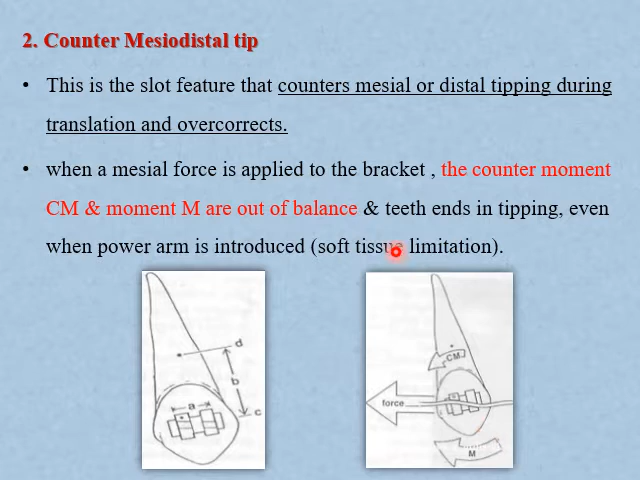 2. Counter Mesiodistal tip
• This is the slot feature that counters mesial or distal tipping during
translation and overcorrects.
• when a mesial force is applied to the bracket , the counter moment
CM & moment M are out of balance & teeth ends in tipping, even
when power arm is introduced (soft tissue limitation).
d
b
a
c
CM
force
M